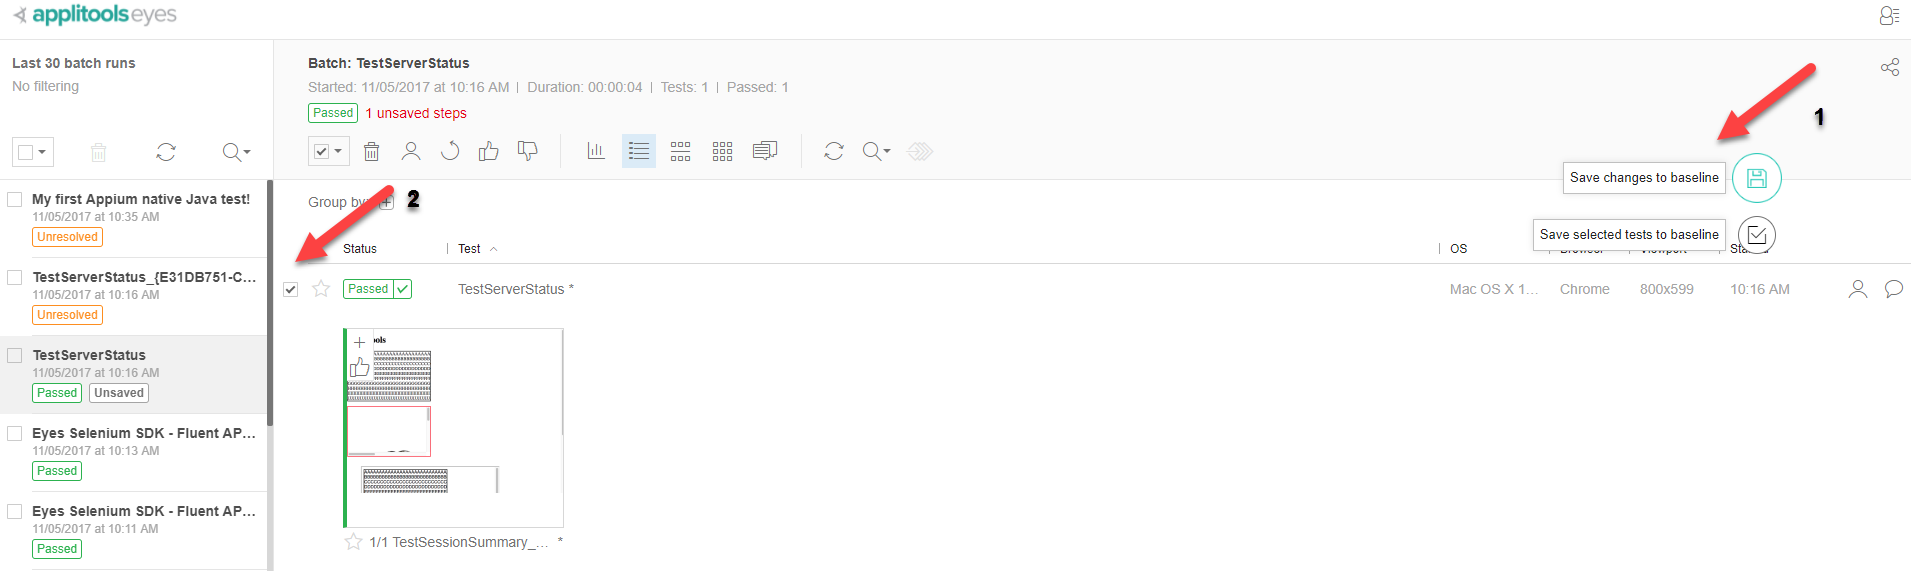 applitools eyes
Last 30 batch runs
No filtering
My first Appium native Java test!
11/05/2017 at 10:35 AM
Unresolved
TestServerStatus_{E31DB751-C...
11/05/2017 at 10:16 AM
Unresolved
TestServerStatus
11/05/2017 at 10:16 AM
Passed Unsaved
Eyes Selenium SDK - Fluent AP...
11/05/2017 at 10:13 AM
Passed
Eyes Selenium SDK - Fluent AP...
11/05/2017 at 10:11 AM
Passed
Batch: TestServerStatus
Started: 11/05/2017 at 10:16 AM | Duration: 00:00:04 | Tests: 1 | Passed: 1
Passed 1 unsaved steps
1
Save changes to baseline
Save selected tests to baseline
Group by
2
Status Test OS
Passed TestServerStatus * Mac OS X 1... Chrome 800x599 10:16 AM
1/1 TestSessionSummary_... *